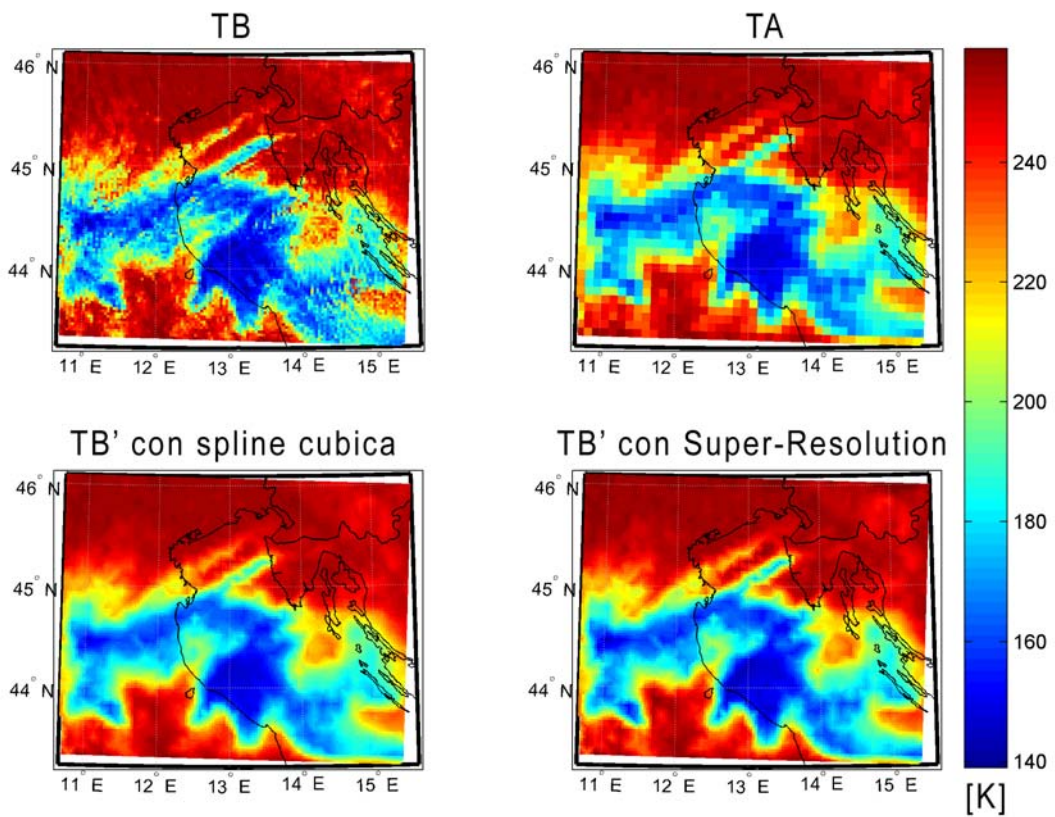 TB
TA
46° N
45° N
44° N
11° E 12° E 13° E 14° E 15° E
46° N
45° N
44° N
11° E 12° E 13° E 14° E 15° E
TB’ con spline cubica
TB’ con Super-Resolution
46° N
45° N
44° N
11° E 12° E 13° E 14° E 15° E
46° N
45° N
44° N
11° E 12° E 13° E 14° E 15° E
240
220
200
180
160
140
[K]